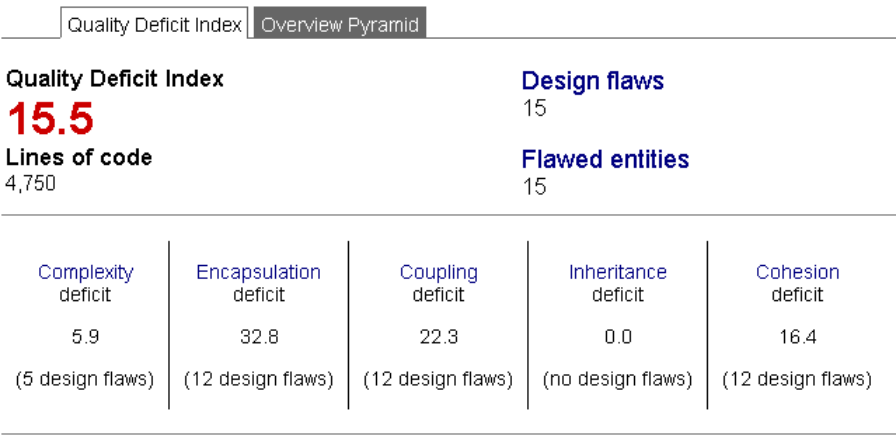 Quality Deficit Index Overview Pyramid
Quality Deficit Index
15.5
Lines of code
4,750
Design flaws
15
Flawed entities
15
Complexity
deficit
5.9
(5 design flaws)
Encapsulation
deficit
32.8
(12 design flaws)
Coupling
deficit
22.3
(12 design flaws)
Inheritance
deficit
0.0
(no design flaws)
Cohesion
deficit
16.4
(12 design flaws)